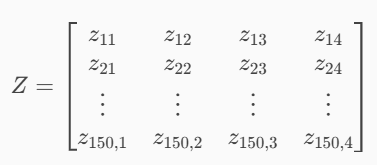 z₁₁ z₁₂ z₁₃ z₁₄
z₂₁ z₂₂ z₂₃ z₂₄
Z = ⋮ ⋮ ⋮ ⋮
z₁₅₀,₁ z₁₅₀,₂ z₁₅₀,₃ z₁₅₀,₄